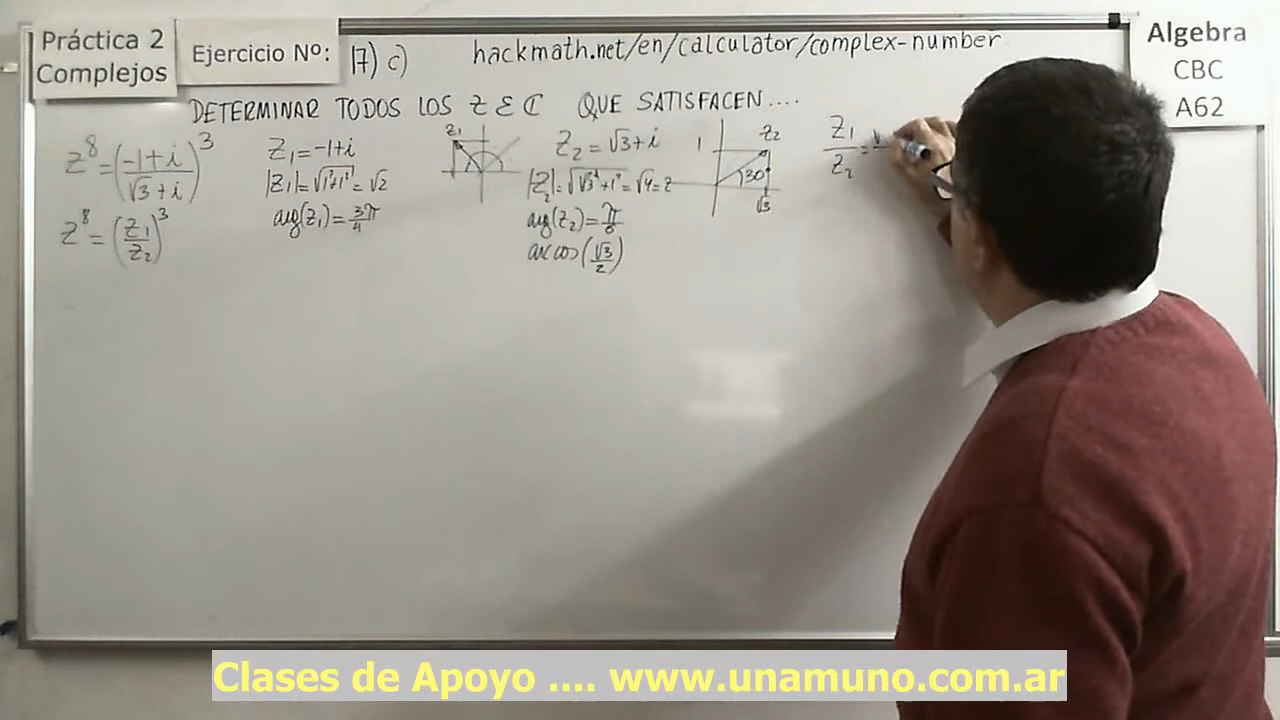 Práctica 2
Complejos
Ejercicio Nº:
17) c)
hackmath.net/en/calculator/complex-number
Algebra
CBC
A62
DETERMINAR TODOS LOS Z ∈ ℂ QUE SATISFACEN....
z⁸ = ((-1+i)/(√3+i))³
z⁸ = (z₁/z₂)³
z₁ = -1+i
|z₁| = √(1²+1²) = √2
arg(z₁) = 3π/4
z₁
z₂ = √3+i
|z₂| = √(√3²+1²) = √4 = 2
arg(z₂) = π/6
arc cos(√3/2)
1
z₂
30°
√3
z₁/z₂ =
Clases de Apoyo .... www.unamuno.com.ar